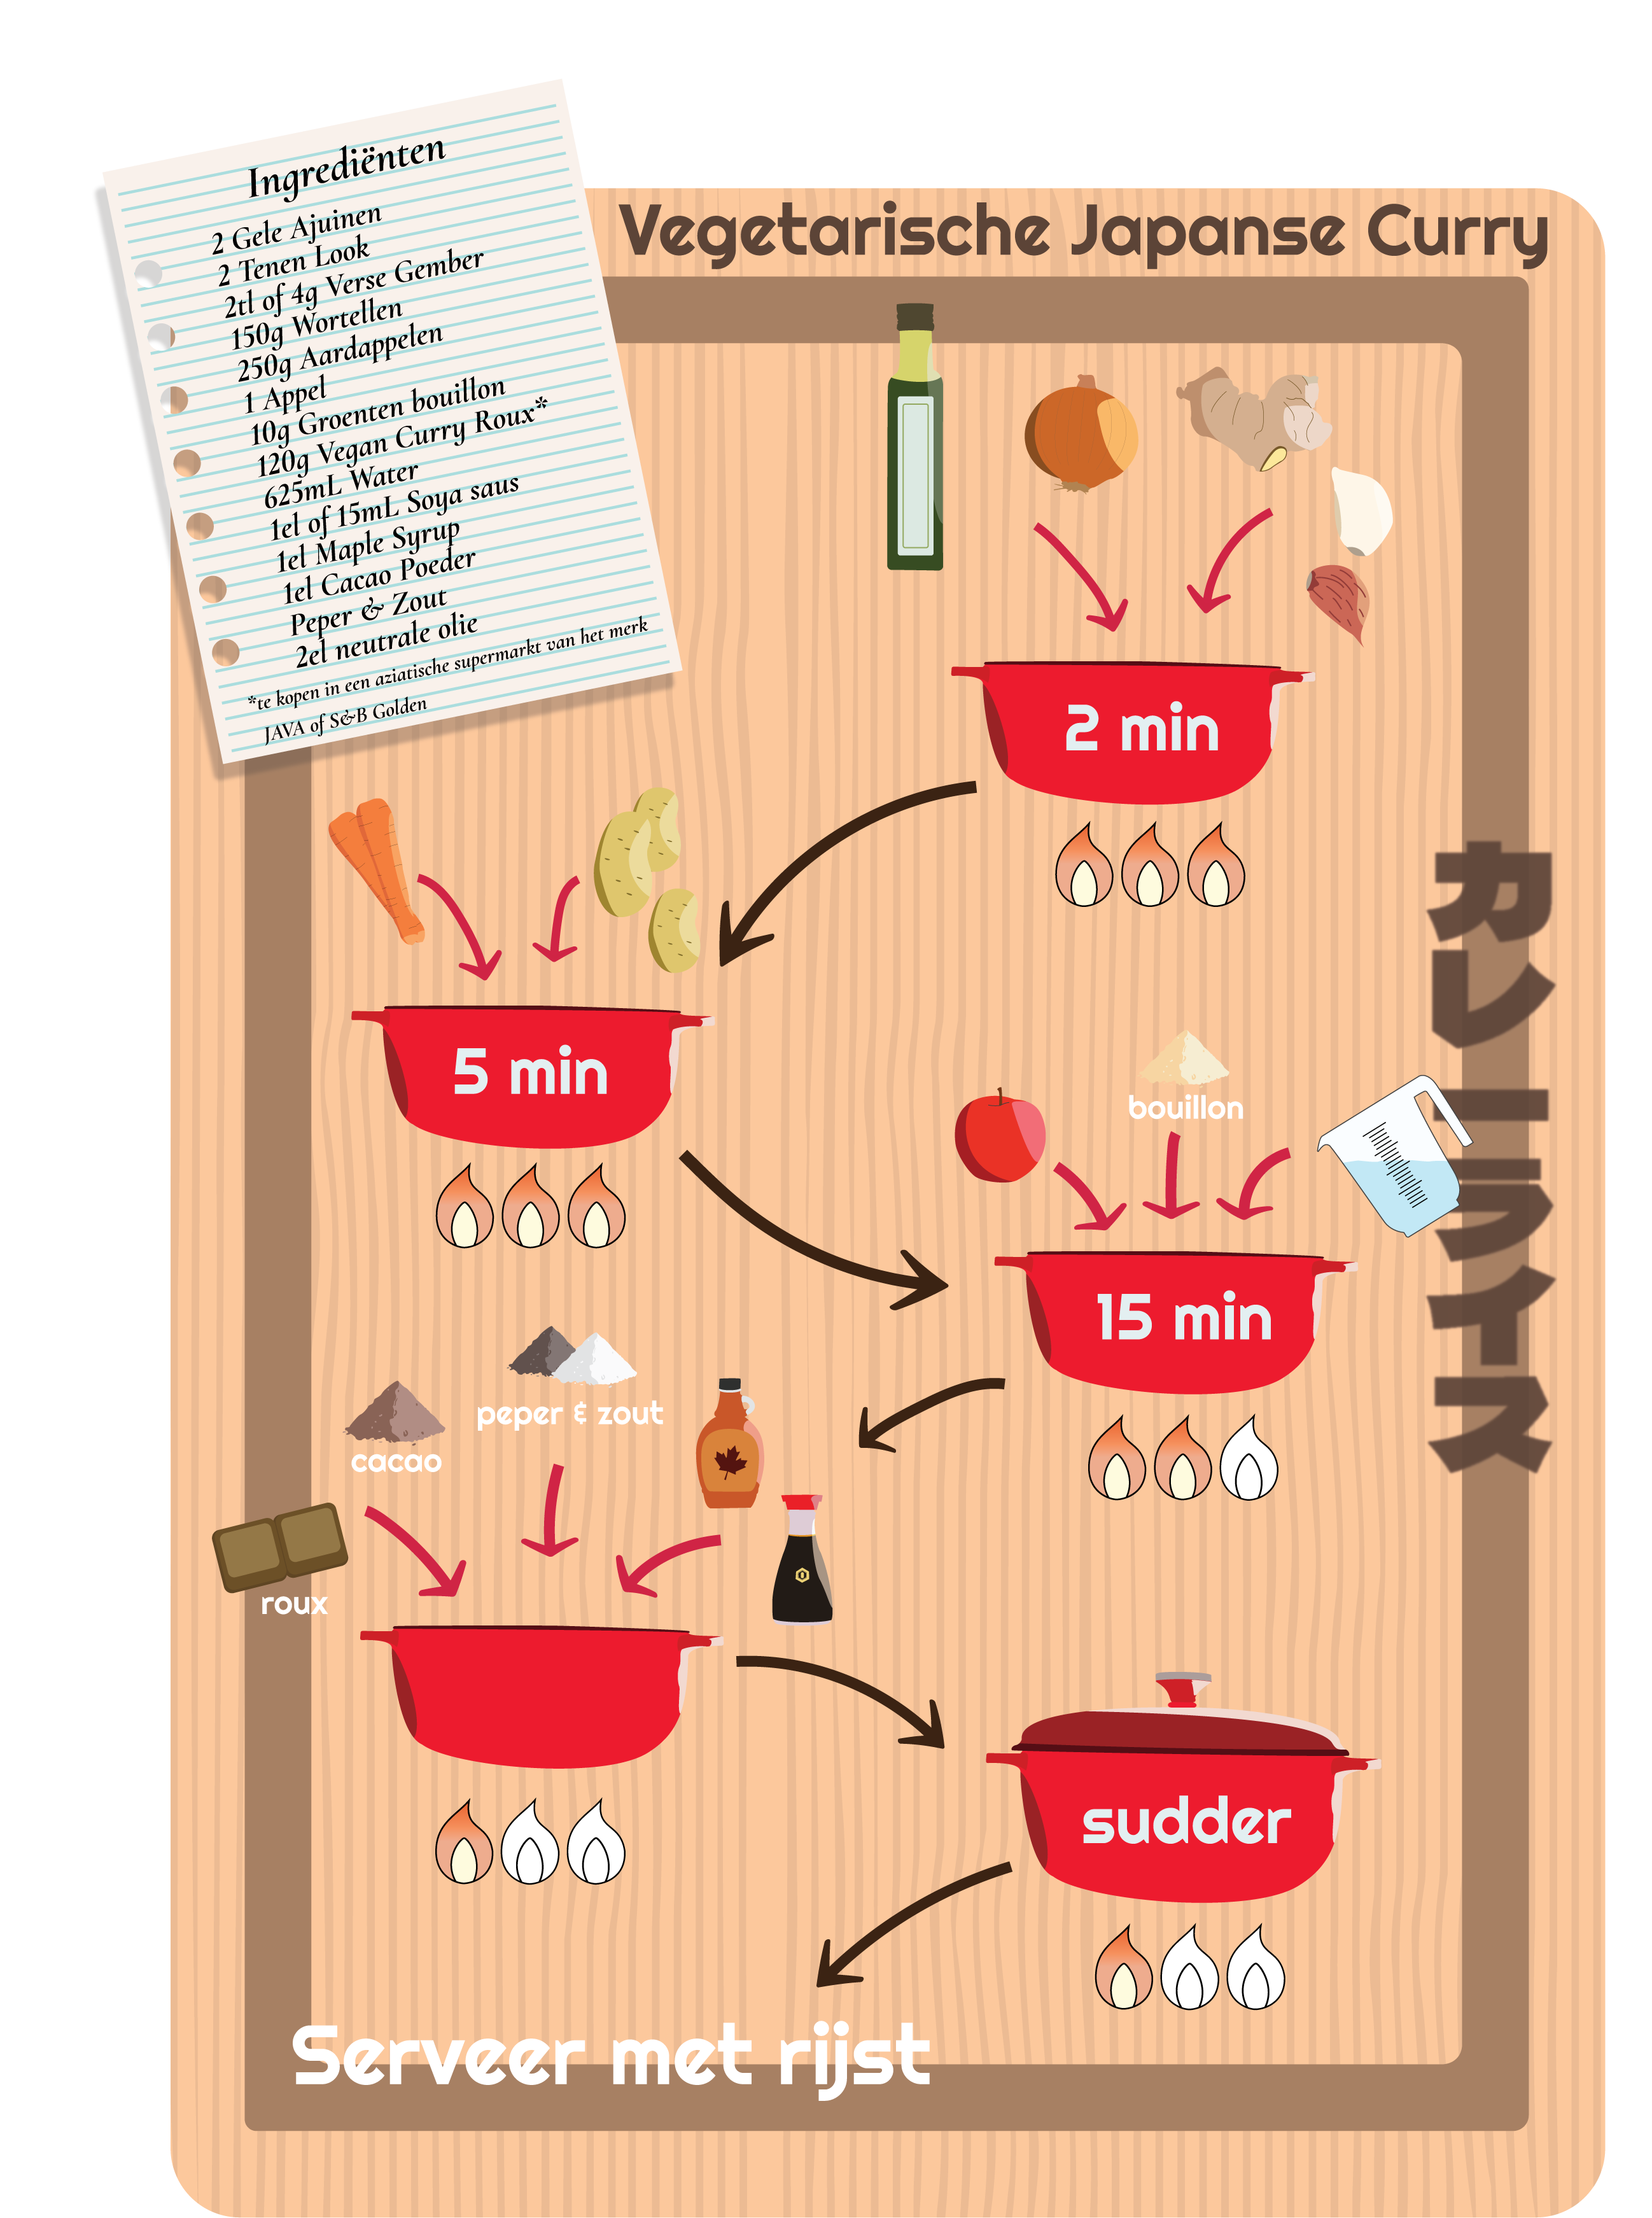 Ingrediënten
2 Gele Ajuinen
2 Tenen Look
2tl of 4g Verse Gember
150g Wortellen
250g Aardappelen
1 Appel
10g Groenten bouillon
120g Vegan Curry Roux*
625mL Water
1el of 15mL Soya saus
1el Maple Syrup
1el Cacao Poeder
Peper & Zout
2el neutrale olie
*te kopen in een aziatische supermarkt van het merk
JAVA of S&B Golden
Vegetarische Japanse Curry
2 min
5 min
bouillon
15 min
カレーライス
peper & zout
cacao
roux
sudder
Serveer met rijst